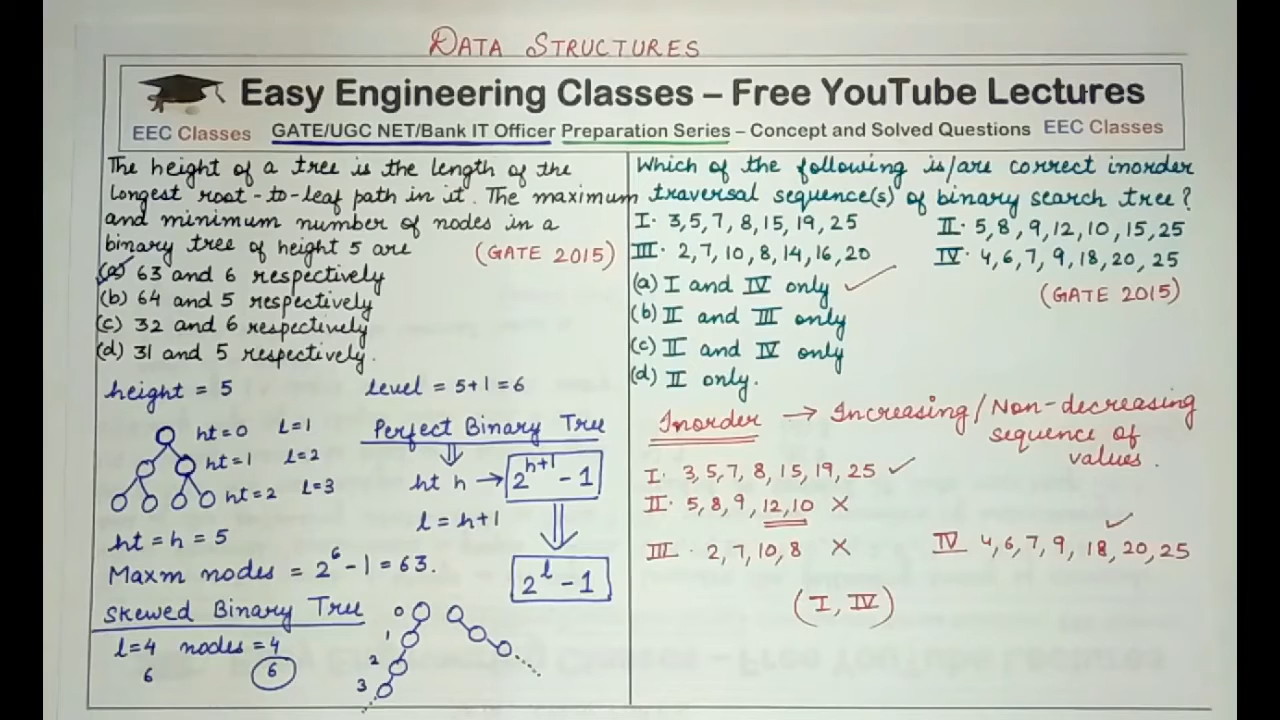 DATA STRUCTURES
Easy Engineering Classes – Free YouTube Lectures
EEC Classes GATE/UGC NET/Bank IT Officer Preparation Series – Concept and Solved Questions EEC Classes
The height of a tree is the length of the
longest root-to-leaf path in it. The maximum
and minimum number of nodes in a
binary tree of height 5 are
(GATE 2015)
(a) 63 and 6 respectively
(b) 64 and 5 respectively
(c) 32 and 6 respectively
(d) 31 and 5 respectively.
height = 5 level = 5+1 = 6
ht=0 L=1
ht=1 l=2
ht=2 l=3
Perfect Binary Tree
ht h → 2^{h+1} - 1
l = h+1
2^l - 1
ht = h = 5
Maxm nodes = 2^6 - 1 = 63.
Skewed Binary Tree
l=4 nodes = 4
6 6
0
1
2
3
Which of the following is/are correct inorder
traversal sequence(s) of binary search tree?
I. 3, 5, 7, 8, 15, 19, 25 II. 5, 8, 9, 12, 10, 15, 25
III. 2, 7, 10, 8, 14, 16, 20 IV. 4, 6, 7, 9, 18, 20, 25
(a) I and IV only ✓
(GATE 2015)
(b) II and III only
(c) II and IV only
(d) II only.
Inorder → Increasing/Non-decreasing
sequence of
values.
I. 3, 5, 7, 8, 15, 19, 25 ✓
II. 5, 8, 9, 12, 10 ×
III. 2, 7, 10, 8 × IV 4, 6, 7, 9, 18, 20, 25 ✓
(I, IV)